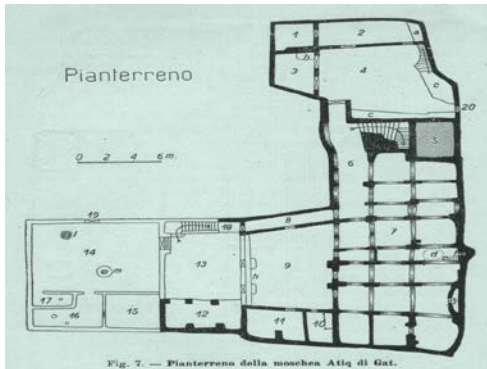 1
2
a
b
3
4
e
Pianterreno
c
20
5
6
0 2 4 6 m.
19
18
8
l
14
13
h
9
7
d
m
17
16
15
12
11
10
Fig. 7. — Pianterreno della moschea Atiq di Gat.